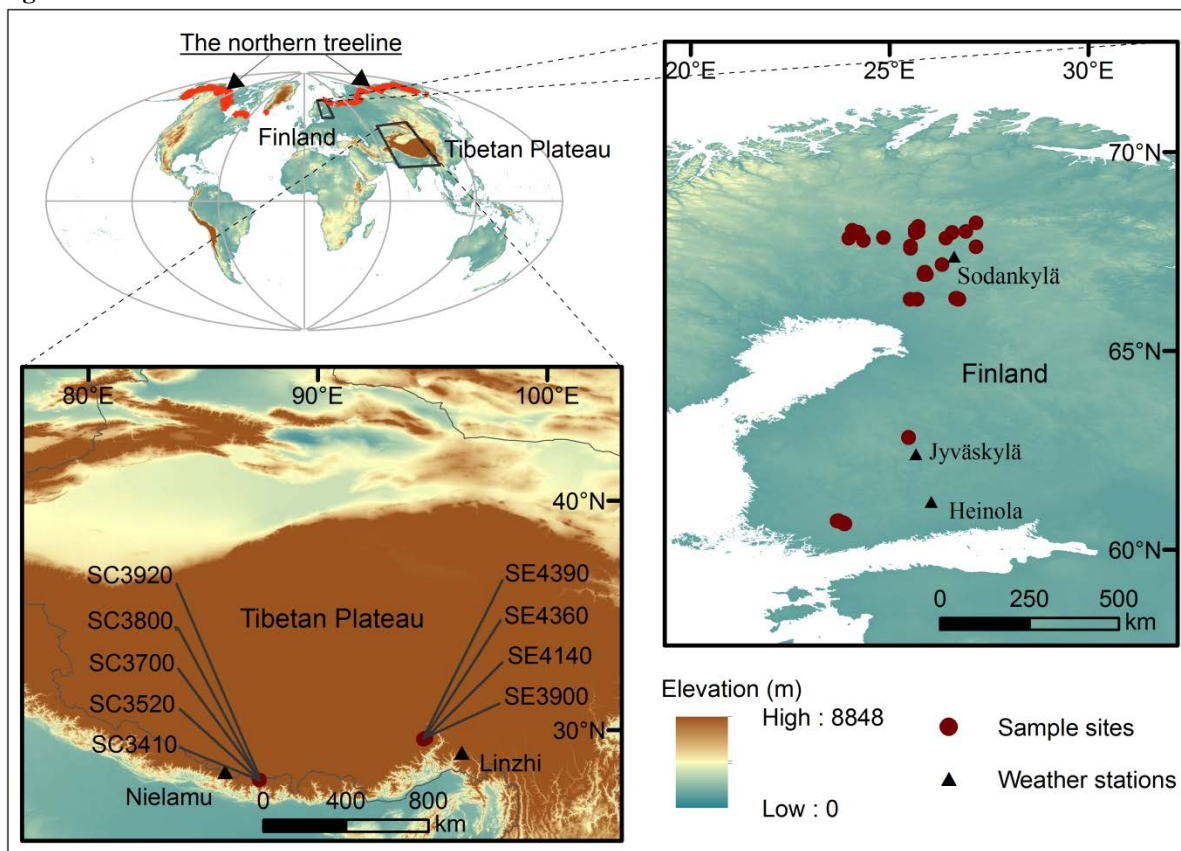 The northern treeline
Finland
Tibetan Plateau
20°E
25°E
30°E
70°N
65°N
60°N
Sodankylä
Finland
Jyväskylä
Heinola
0 250 500
km
80°E
90°E
100°E
40°N
30°N
SC3920
SC3800
SC3700
SC3520
SC3410
Tibetan Plateau
SE4390
SE4360
SE4140
SE3900
Nielamu
Linzhi
0 400 800
km
Elevation (m)
High : 8848
Low : 0
Sample sites
Weather stations